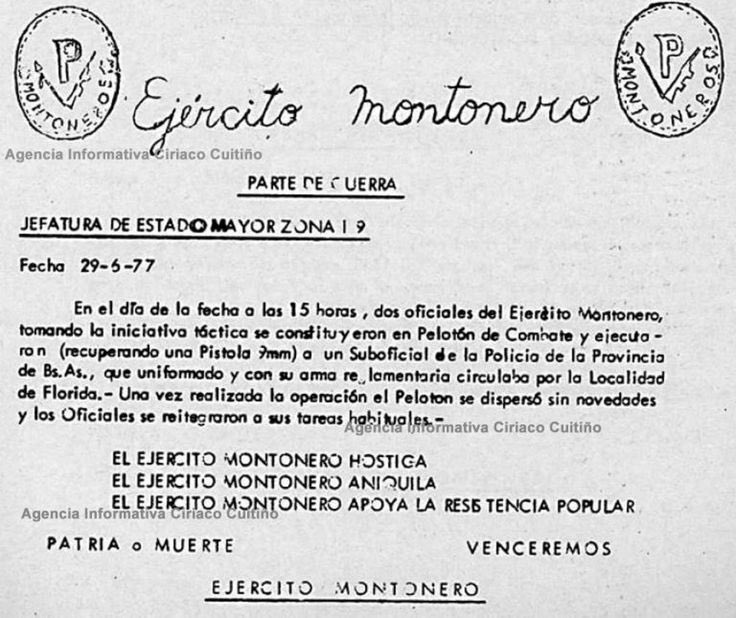 P
MONTONEROS
Ejército Montonero
P
MONTONEROS
Agencia Informativa Ciriaco Cuitiño
PARTE DE GUERRA
JEFATURA DE ESTADO MAYOR ZONA I 9
Fecha 29-6-77
En el día de la fecha a las 15 horas, dos oficiales del Ejercito Montonero,
tomando la iniciativa táctica se constituyeron en Pelotón de Combate y ejecuta-
ron (recuperando una Pistola 9mm) a un Suboficial de la Policia de la Provincia
de Bs.As., que uniformado y con su arma re lamentaria circulaba por la Localidad
de Florida.- Una vez realizada la operación el Peloton se dispersó sin novedades
y los Oficiales se reitegraron a sus tareas habituales.-
Agencia Informativa Ciriaco Cuitiño
EL EJERCITO MONTONERO HOSTIGA
EL EJERCITO MONTONERO ANIQUILA
EL EJERCITO MONTONERO APOYA LA RESISTENCIA POPULAR
Agencia Informativa Ciriaco Cuitiño
PATRIA o MUERTE VENCEREMOS
EJERCITO MONTONERO